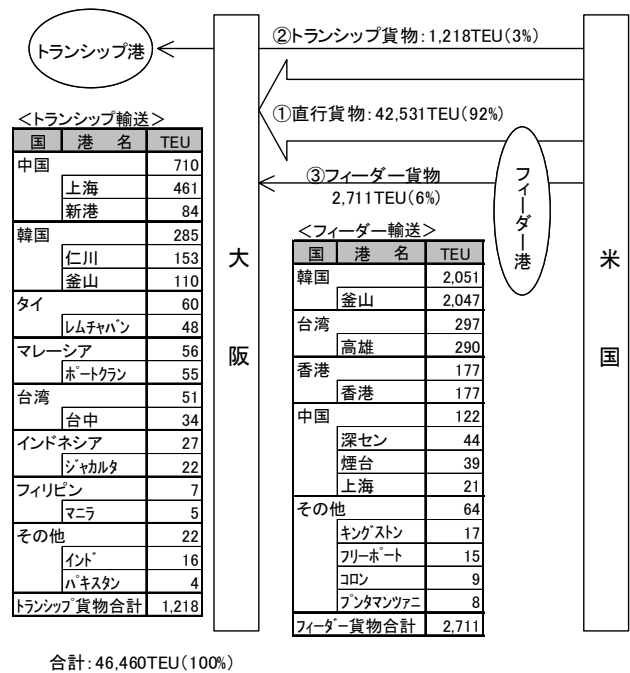 ②トランシップ貨物：1,218TEU(3%)
トランシップ港
①直行貨物：42,531TEU(92%)
③フィーダー貨物
2,711TEU(6%)
フィーダー港
大阪
米国
＜トランシップ輸送＞
国 港 名 TEU
中国 710
上海 461
新港 84
韓国 285
仁川 153
釜山 110
タイ 60
レムチャバン 48
マレーシア 56
ポートクラン 55
台湾 51
台中 34
インドネシア 27
ジャカルタ 22
フィリピン 7
マニラ 5
その他 22
インド 16
パキスタン 4
トランシップ貨物合計 1,218
＜フィーダー輸送＞
国 港 名 TEU
韓国 2,051
釜山 2,047
台湾 297
高雄 290
香港 177
香港 177
中国 122
深セン 44
煙台 39
上海 21
その他 64
キングストン 17
フリーポート 15
コロン 9
プンタマンツァニ 8
フィーダー貨物合計 2,711
合計：46,460TEU(100%)